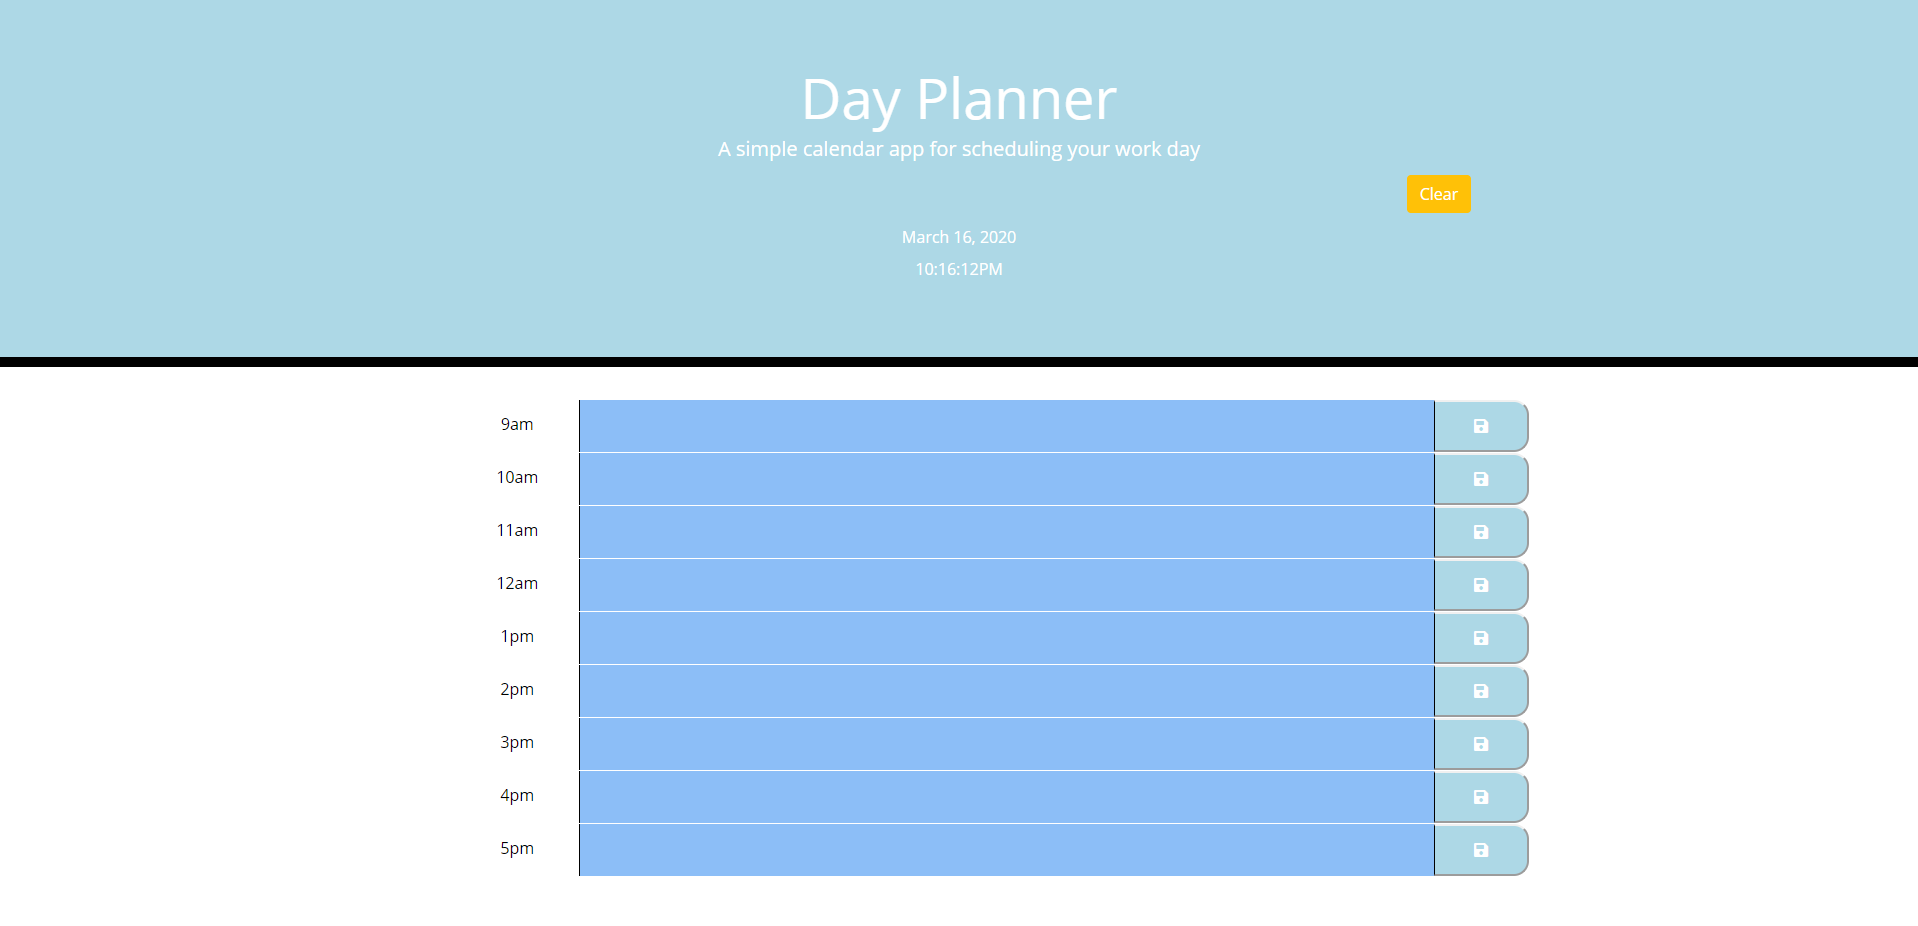 Day Planner
A simple calendar app for scheduling your work day
Clear
March 16, 2020
10:16:12PM
9am
10am
11am
12am
1pm
2pm
3pm
4pm
5pm